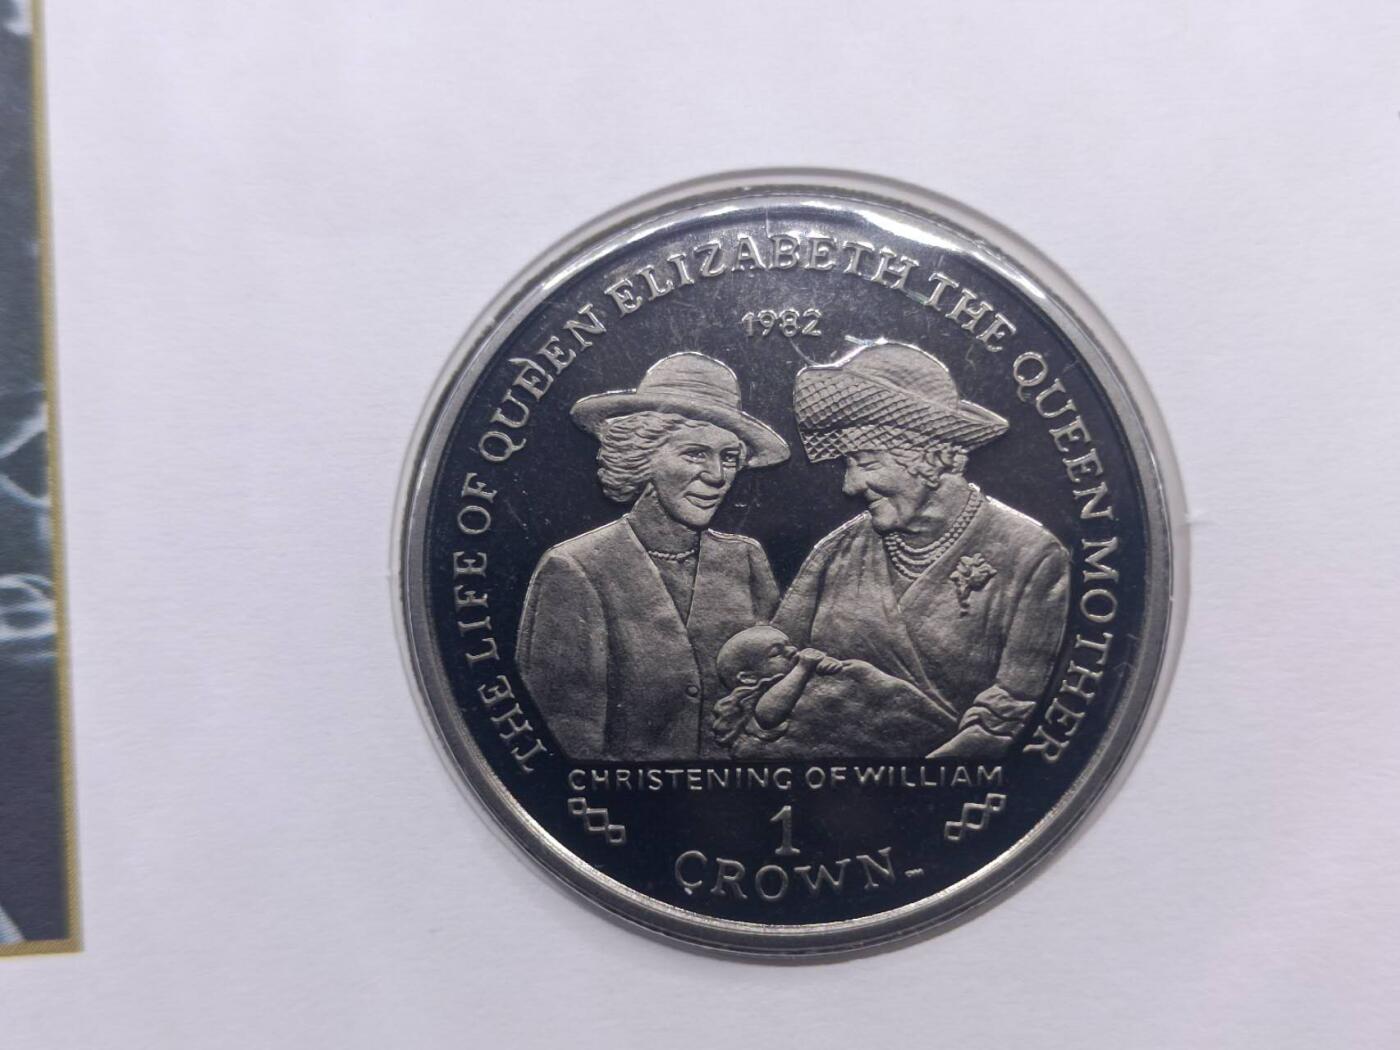 THE LIFE OF QUEEN ELIZABETH THE QUEEN MOTHER
1982
CHRISTENING OF WILLIAM
1
CROWN